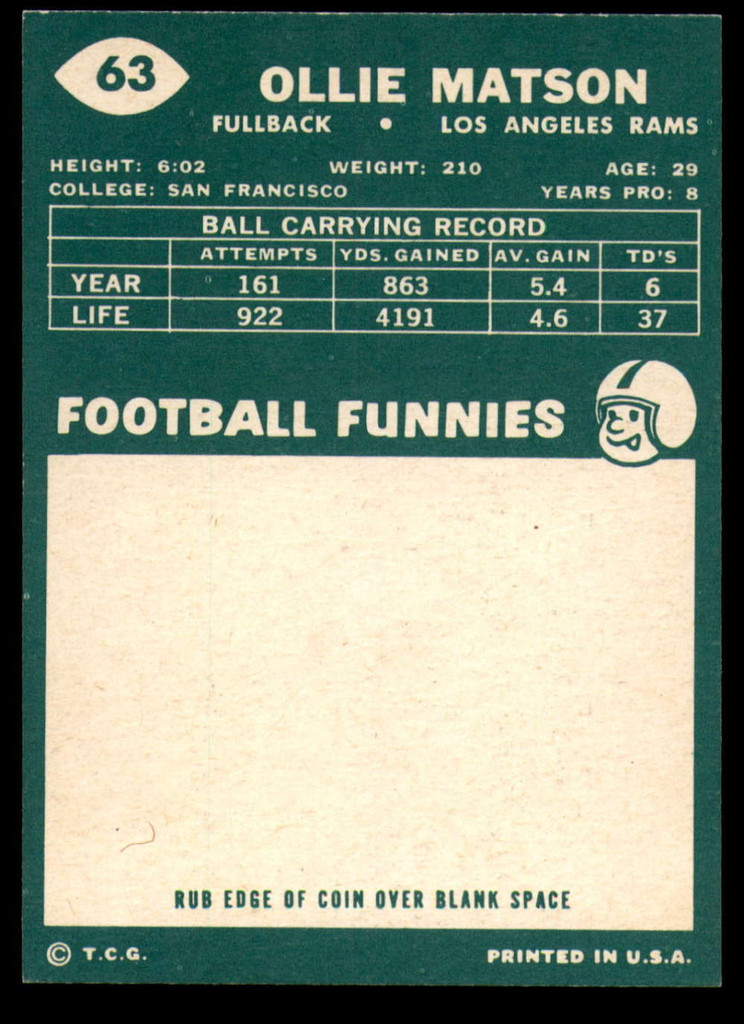 63
OLLIE MATSON
FULLBACK • LOS ANGELES RAMS
HEIGHT: 6:02 WEIGHT: 210 AGE: 29
COLLEGE: SAN FRANCISCO YEARS PRO: 8
BALL CARRYING RECORD
ATTEMPTS YDS. GAINED AV. GAIN TD'S
YEAR 161 863 5.4 6
LIFE 922 4191 4.6 37
FOOTBALL FUNNIES
RUB EDGE OF COIN OVER BLANK SPACE
© T.C.G. PRINTED IN U.S.A.